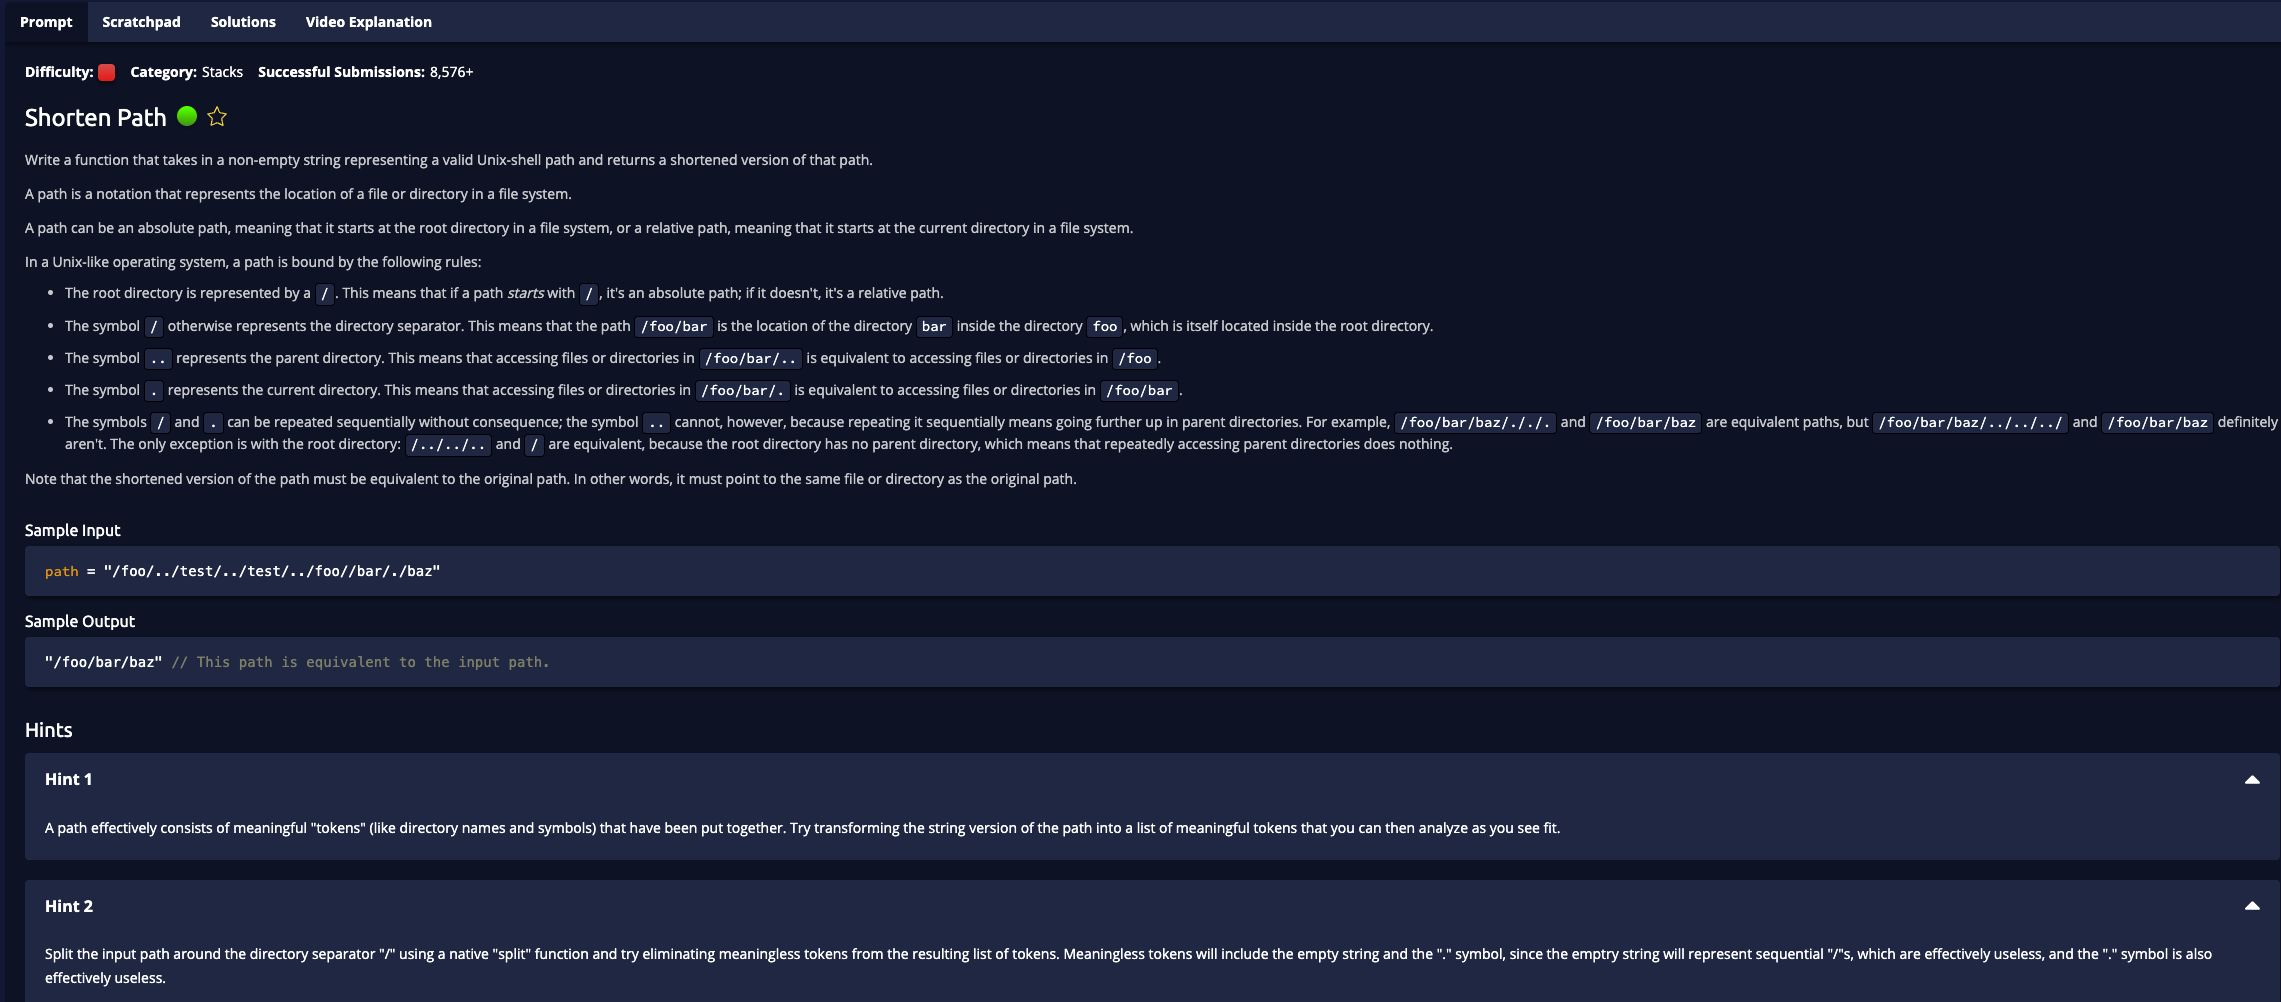 Prompt Scratchpad Solutions Video Explanation
Difficulty: Category: Stacks Successful Submissions: 8,576+
Shorten Path
Write a function that takes in a non-empty string representing a valid Unix-shell path and returns a shortened version of that path.
A path is a notation that represents the location of a file or directory in a file system.
A path can be an absolute path, meaning that it starts at the root directory in a file system, or a relative path, meaning that it starts at the current directory in a file system.
In a Unix-like operating system, a path is bound by the following rules:
• The root directory is represented by a / . This means that if a path starts with / , it's an absolute path; if it doesn't, it's a relative path.
• The symbol / otherwise represents the directory separator. This means that the path /foo/bar is the location of the directory bar inside the directory foo , which is itself located inside the root directory.
• The symbol .. represents the parent directory. This means that accessing files or directories in /foo/bar/.. is equivalent to accessing files or directories in /foo .
• The symbol . represents the current directory. This means that accessing files or directories in /foo/bar/. is equivalent to accessing files or directories in /foo/bar .
• The symbols / and . can be repeated sequentially without consequence; the symbol .. cannot, however, because repeating it sequentially means going further up in parent directories. For example, /foo/bar/baz/././. and /foo/bar/baz are equivalent paths, but /foo/bar/baz/../../../ and /foo/bar/baz definitely
aren't. The only exception is with the root directory: /../../.. and / are equivalent, because the root directory has no parent directory, which means that repeatedly accessing parent directories does nothing.
Note that the shortened version of the path must be equivalent to the original path. In other words, it must point to the same file or directory as the original path.
Sample Input
path = "/foo/../test/../test/../foo//bar/./baz"
Sample Output
"/foo/bar/baz" // This path is equivalent to the input path.
Hints
Hint 1
A path effectively consists of meaningful "tokens" (like directory names and symbols) that have been put together. Try transforming the string version of the path into a list of meaningful tokens that you can then analyze as you see fit.
Hint 2
Split the input path around the directory separator "/" using a native "split" function and try eliminating meaningless tokens from the resulting list of tokens. Meaningless tokens will include the empty string and the "." symbol, since the emptry string will represent sequential "/"s, which are effectively useless, and the "." symbol is also
effectively useless.